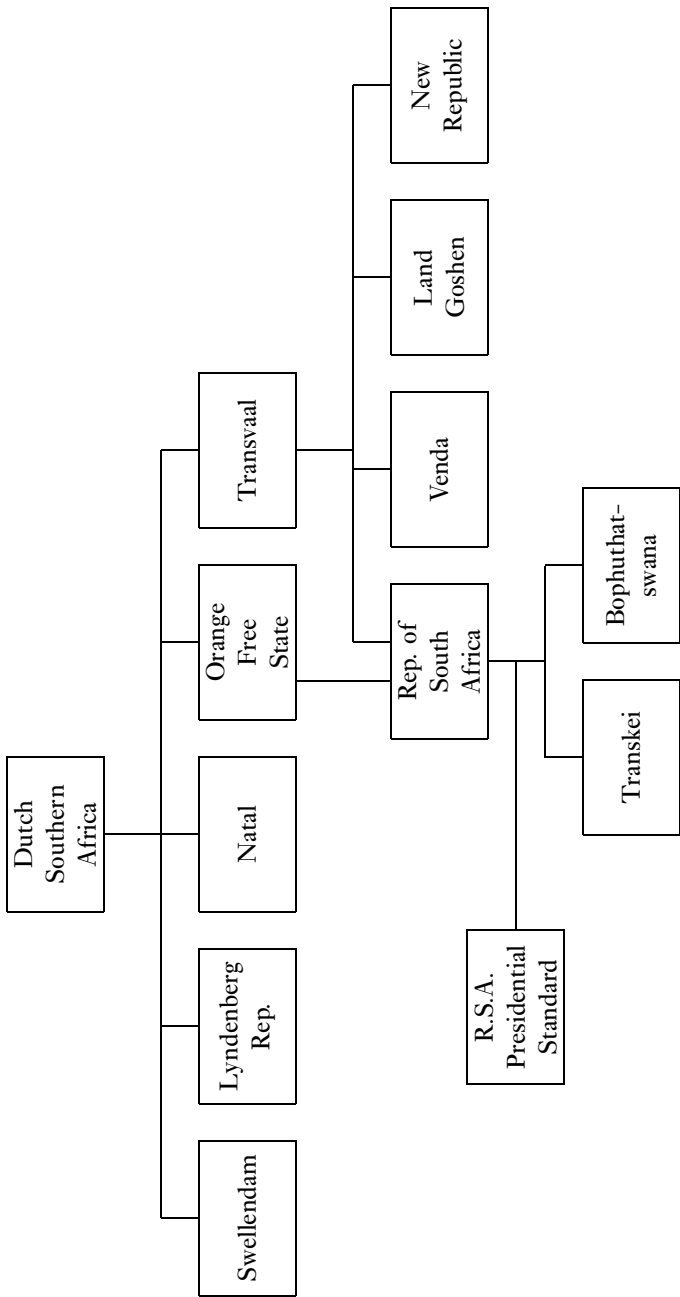 Dutch
Southern
Africa
Swellendam
Lyndenberg
Rep.
Natal
Orange
Free
State
Transvaal
Rep. of
South
Africa
Venda
Land
Goshen
New
Republic
R.S.A.
Presidential
Standard
Transkei
Bophuthat-
swana